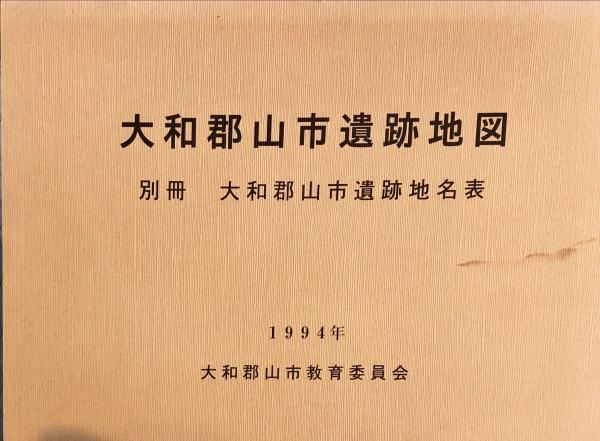 大和郡山市遺跡地図
別冊　大和郡山市遺跡地名表
1994年
大和郡山市教育委員会